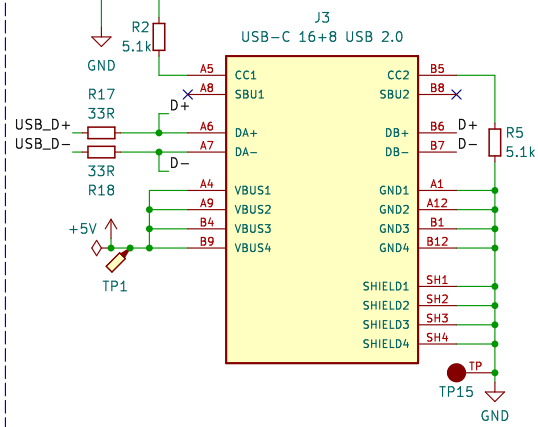 J3
USB-C 16+8 USB 2.0
R2
5.1k
GND
A5 CC1 CC2 B5
A8 SBU1 SBU2 B8
R17
33R
D+
USB_D+ A6 DA+ DB+ B6 D+
USB_D- A7 DA- DB- B7 D-
R5
5.1k
D-
33R
R18
A4 VBUS1 GND1 A1
A9 VBUS2 GND2 A12
+5V B4 VBUS3 GND3 B1
B9 VBUS4 GND4 B12
TP1
SHIELD1 SH1
SHIELD2 SH2
SHIELD3 SH3
SHIELD4 SH4
TP
TP15
GND